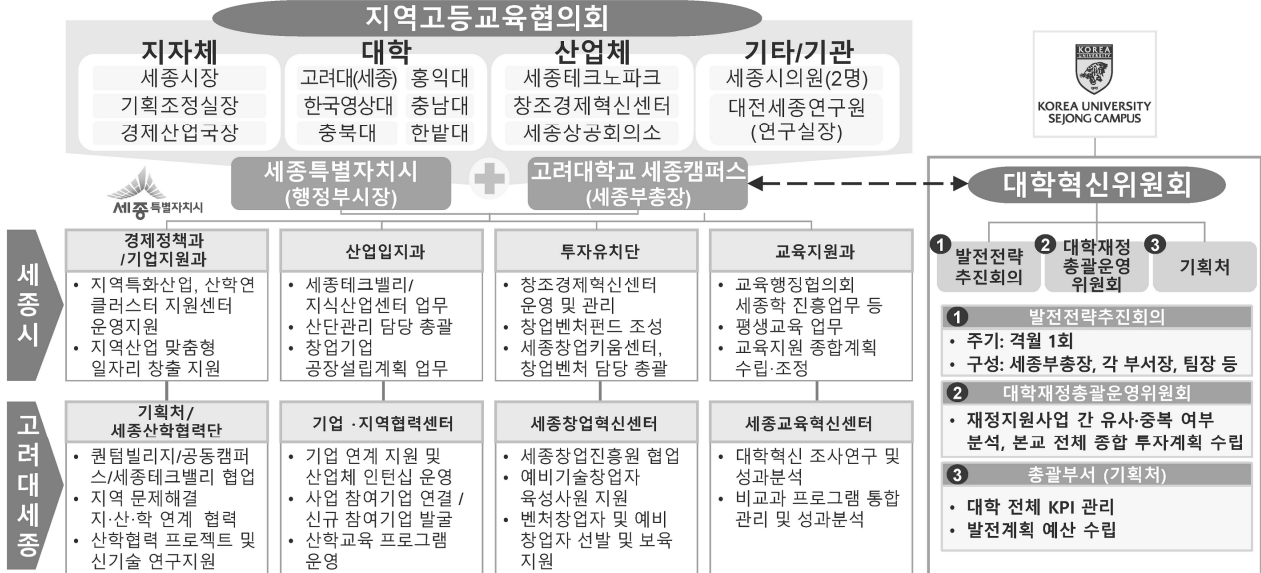 지역고등교육협의회
지자체
세종시장
기획조정실장
경제산업국상
대학
고려대(세종) 홍익대
한국영상대 충남대
충북대 한밭대
산업체
세종테크노파크
창조경제혁신센터
세종상공회의소
기타/기관
세종시의원(2명)
대전세종연구원
(연구실장)
KOREA
UNIVERSITY
KOREA UNIVERSITY
SEJONG CAMPUS
세종특별자치시
(행정부시장)
고려대학교 세종캠퍼스
(세종부총장)
세종특별자치시
세종시
경제정책과
/기업지원과
• 지역특화산업, 산학연
클러스터 지원센터
운영지원
• 지역산업 맞춤형
일자리 창출 지원
산업입지과
• 세종테크벨리/
지식산업센터 업무
• 산단관리 담당 총괄
• 창업기업
공장설립계획 업무
투자유치단
• 창조경제혁신센터
운영 및 관리
• 창업벤처펀드 조성
• 세종창업키움센터,
창업벤처 담당 총괄
교육지원과
• 교육행정협의회
세종학 진흥업무 등
• 평생교육 업무
• 교육지원 종합계획
수립·조정
고려대세종
기획처/
세종산학협력단
• 퀀텀빌리지/공동캠퍼
스/세종테크밸리 협업
• 지역 문제해결
지·산·학 연계 협력
• 산학협력 프로젝트 및
신기술 연구지원
기업 ·지역협력센터
• 기업 연계 지원 및
산업체 인턴십 운영
• 사업 참여기업 연결 /
신규 참여기업 발굴
• 산학교육 프로그램
운영
세종창업혁신센터
• 세종창업진흥원 협업
• 예비기술창업자
육성사원 지원
• 벤처창업자 및 예비
창업자 선발 및 보육
지원
세종교육혁신센터
• 대학혁신 조사연구 및
성과분석
• 비교과 프로그램 통합
관리 및 성과분석
대학혁신위원회
1 발전전략
추진회의
2 대학재정
총괄운영
위원회
3 기획처
1 발전전략추진회의
• 주기: 격월 1회
• 구성: 세종부총장, 각 부서장, 팀장 등
2 대학재정총괄운영위원회
• 재정지원사업 간 유사·중복 여부
분석, 본교 전체 종합 투자계획 수립
3 총괄부서 (기획처)
• 대학 전체 KPI 관리
• 발전계획 예산 수립